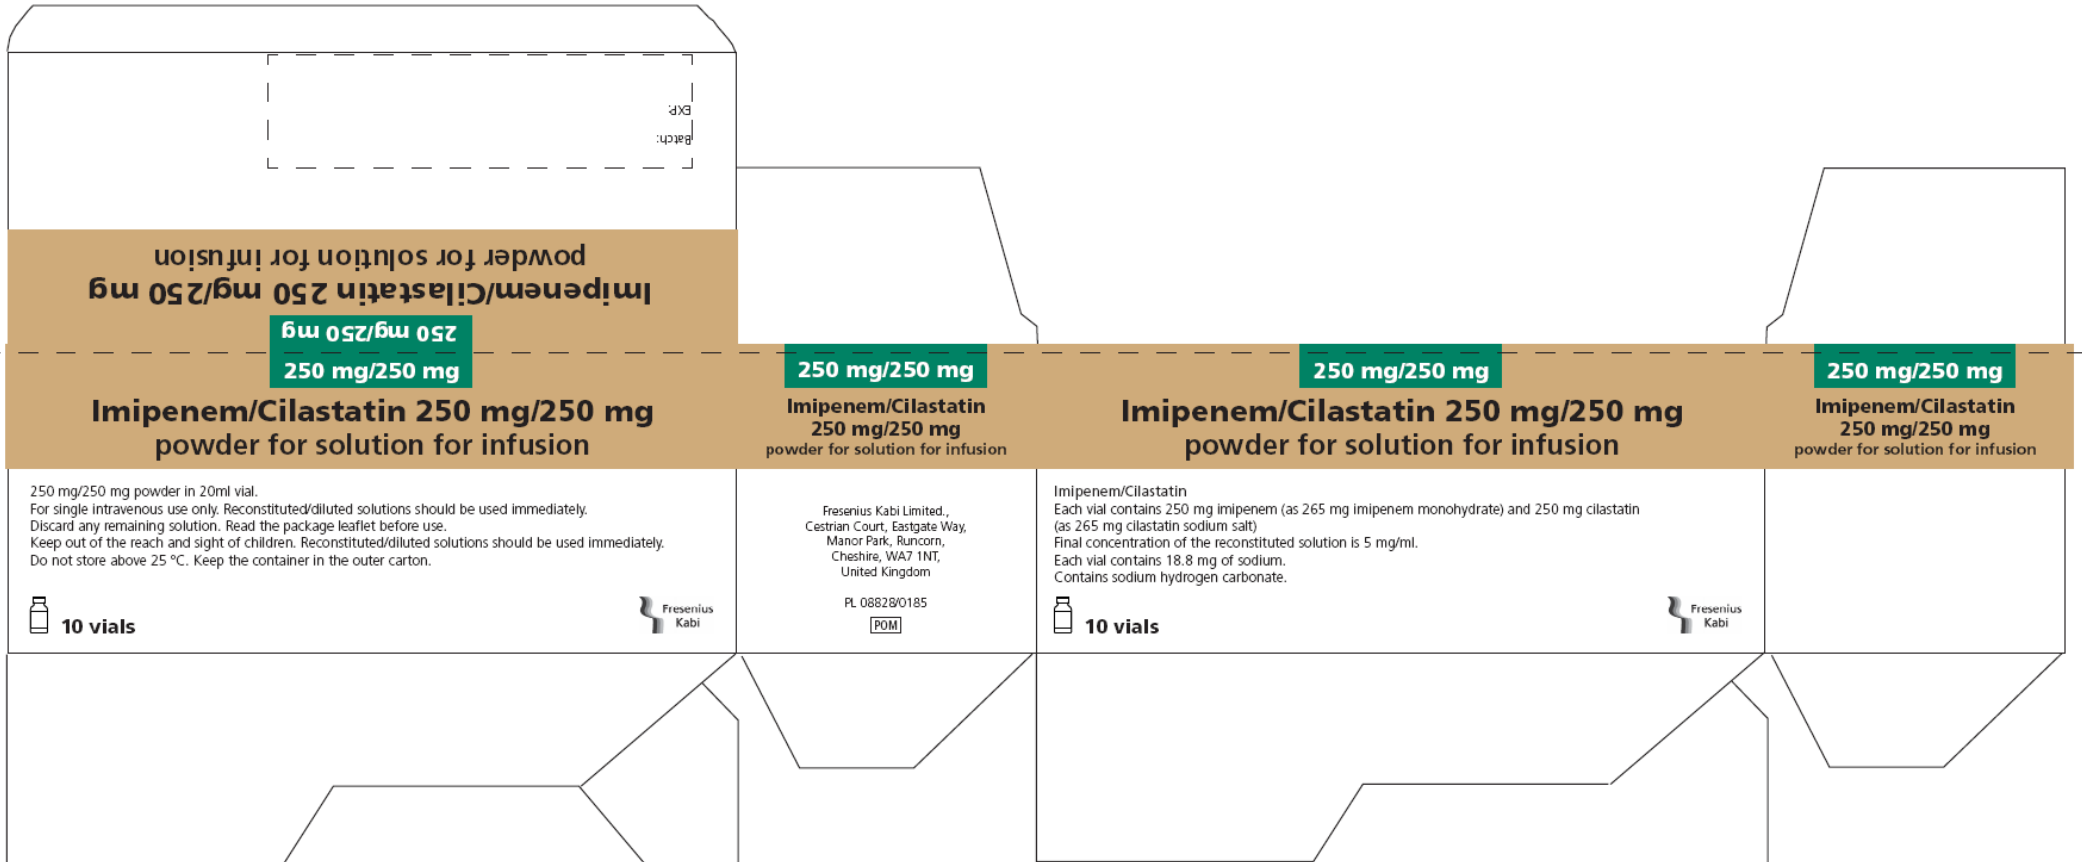 Batch:
EXP:
Imipenem/Cilastatin 250 mg/250 mg
powder for solution for infusion
250 mg/250 mg
250 mg/250 mg
Imipenem/Cilastatin 250 mg/250 mg
powder for solution for infusion
250 mg/250 mg powder in 20ml vial.
For single intravenous use only. Reconstituted/diluted solutions should be used immediately.
Discard any remaining solution. Read the package leaflet before use.
Keep out of the reach and sight of children. Reconstituted/diluted solutions should be used immediately.
Do not store above 25 °C. Keep the container in the outer carton.
10 vials
Fresenius
Kabi
250 mg/250 mg
Imipenem/Cilastatin
250 mg/250 mg
powder for solution for infusion
Fresenius Kabi Limited.,
Cestrian Court, Eastgate Way,
Manor Park, Runcorn,
Cheshire, WA7 1NT,
United Kingdom
PL 08828/0185
POM
250 mg/250 mg
Imipenem/Cilastatin 250 mg/250 mg
powder for solution for infusion
Imipenem/Cilastatin
Each vial contains 250 mg imipenem (as 265 mg imipenem monohydrate) and 250 mg cilastatin
(as 265 mg cilastatin sodium salt)
Final concentration of the reconstituted solution is 5 mg/ml.
Each vial contains 18.8 mg of sodium.
Contains sodium hydrogen carbonate.
10 vials
Fresenius
Kabi
250 mg/250 mg
Imipenem/Cilastatin
250 mg/250 mg
powder for solution for infusion